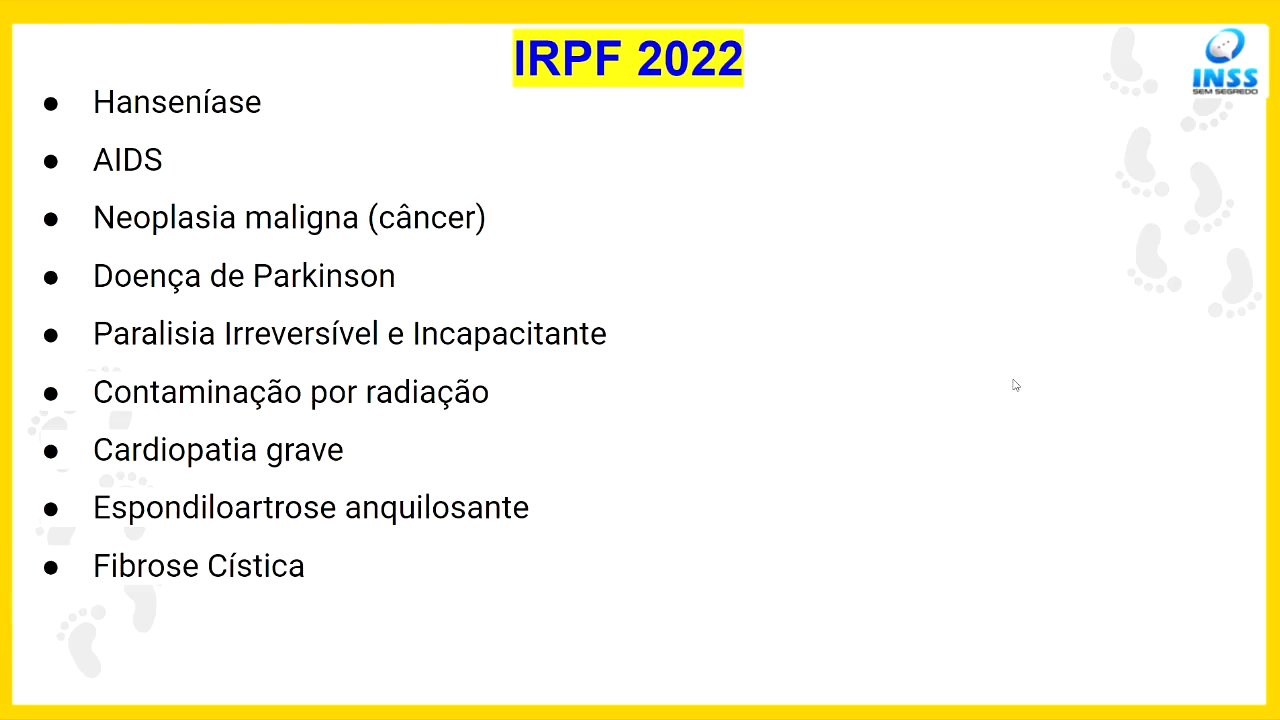 IRPF 2022
INSS
SEM SEGREDO
● Hanseníase
● AIDS
● Neoplasia maligna (câncer)
● Doença de Parkinson
● Paralisia Irreversível e Incapacitante
● Contaminação por radiação
● Cardiopatia grave
● Espondiloartrose anquilosante
● Fibrose Cística